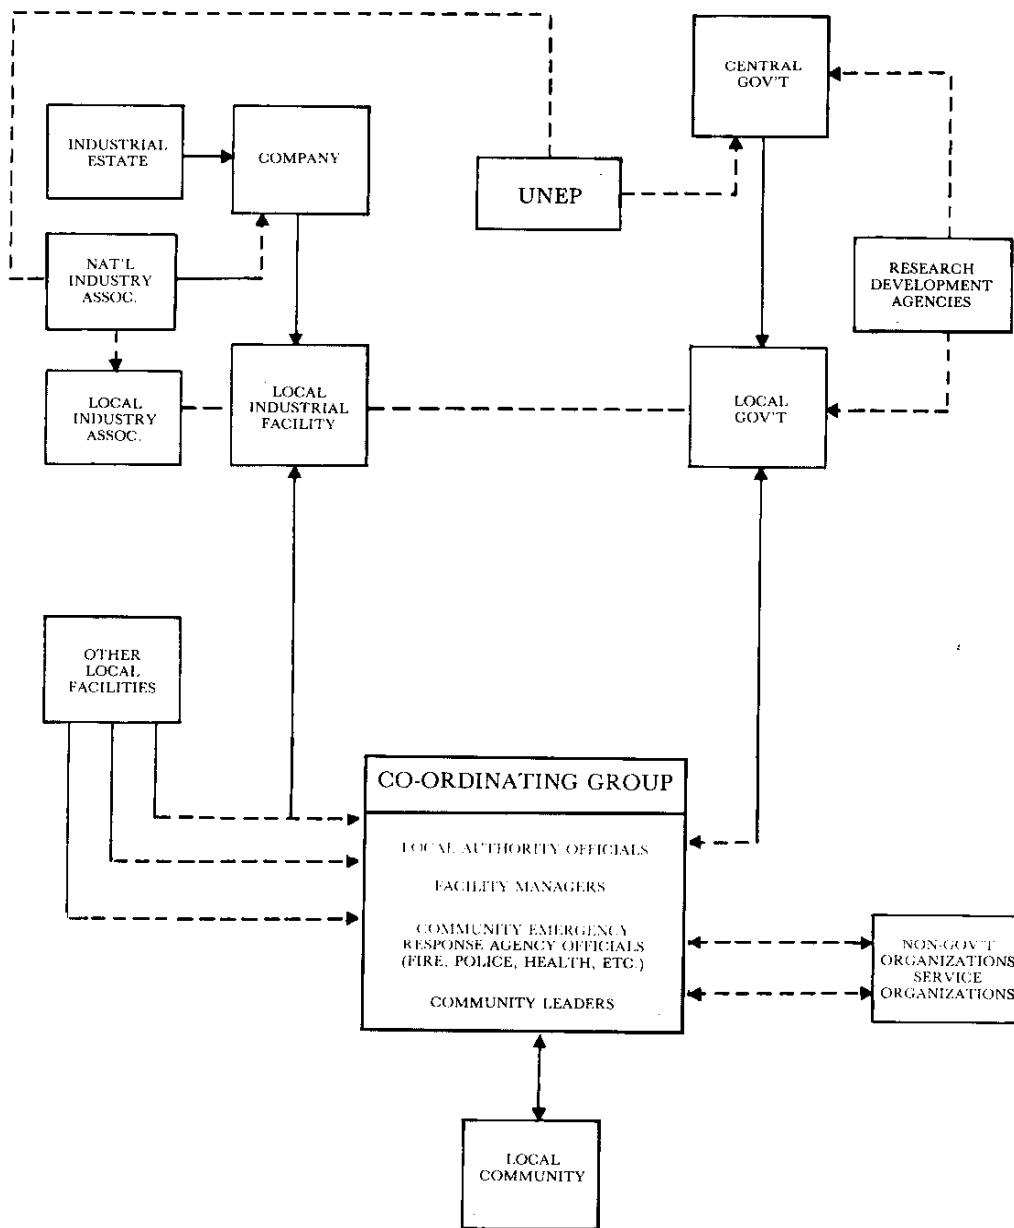 CENTRAL
GOV'T
INDUSTRIAL
ESTATE
COMPANY
UNEP
NAT'L
INDUSTRY
ASSOC.
RESEARCH
DEVELOPMENT
AGENCIES
LOCAL
INDUSTRY
ASSOC.
LOCAL
INDUSTRIAL
FACILITY
LOCAL
GOV'T
OTHER
LOCAL
FACILITIES
CO-ORDINATING GROUP
LOCAL AUTHORITY OFFICIALS
FACILITY MANAGERS
COMMUNITY EMERGENCY
RESPONSE AGENCY OFFICIALS
(FIRE, POLICE, HEALTH, ETC.)
COMMUNITY LEADERS
NON-GOV'T
ORGANIZATIONS
SERVICE
ORGANIZATIONS
LOCAL
COMMUNITY